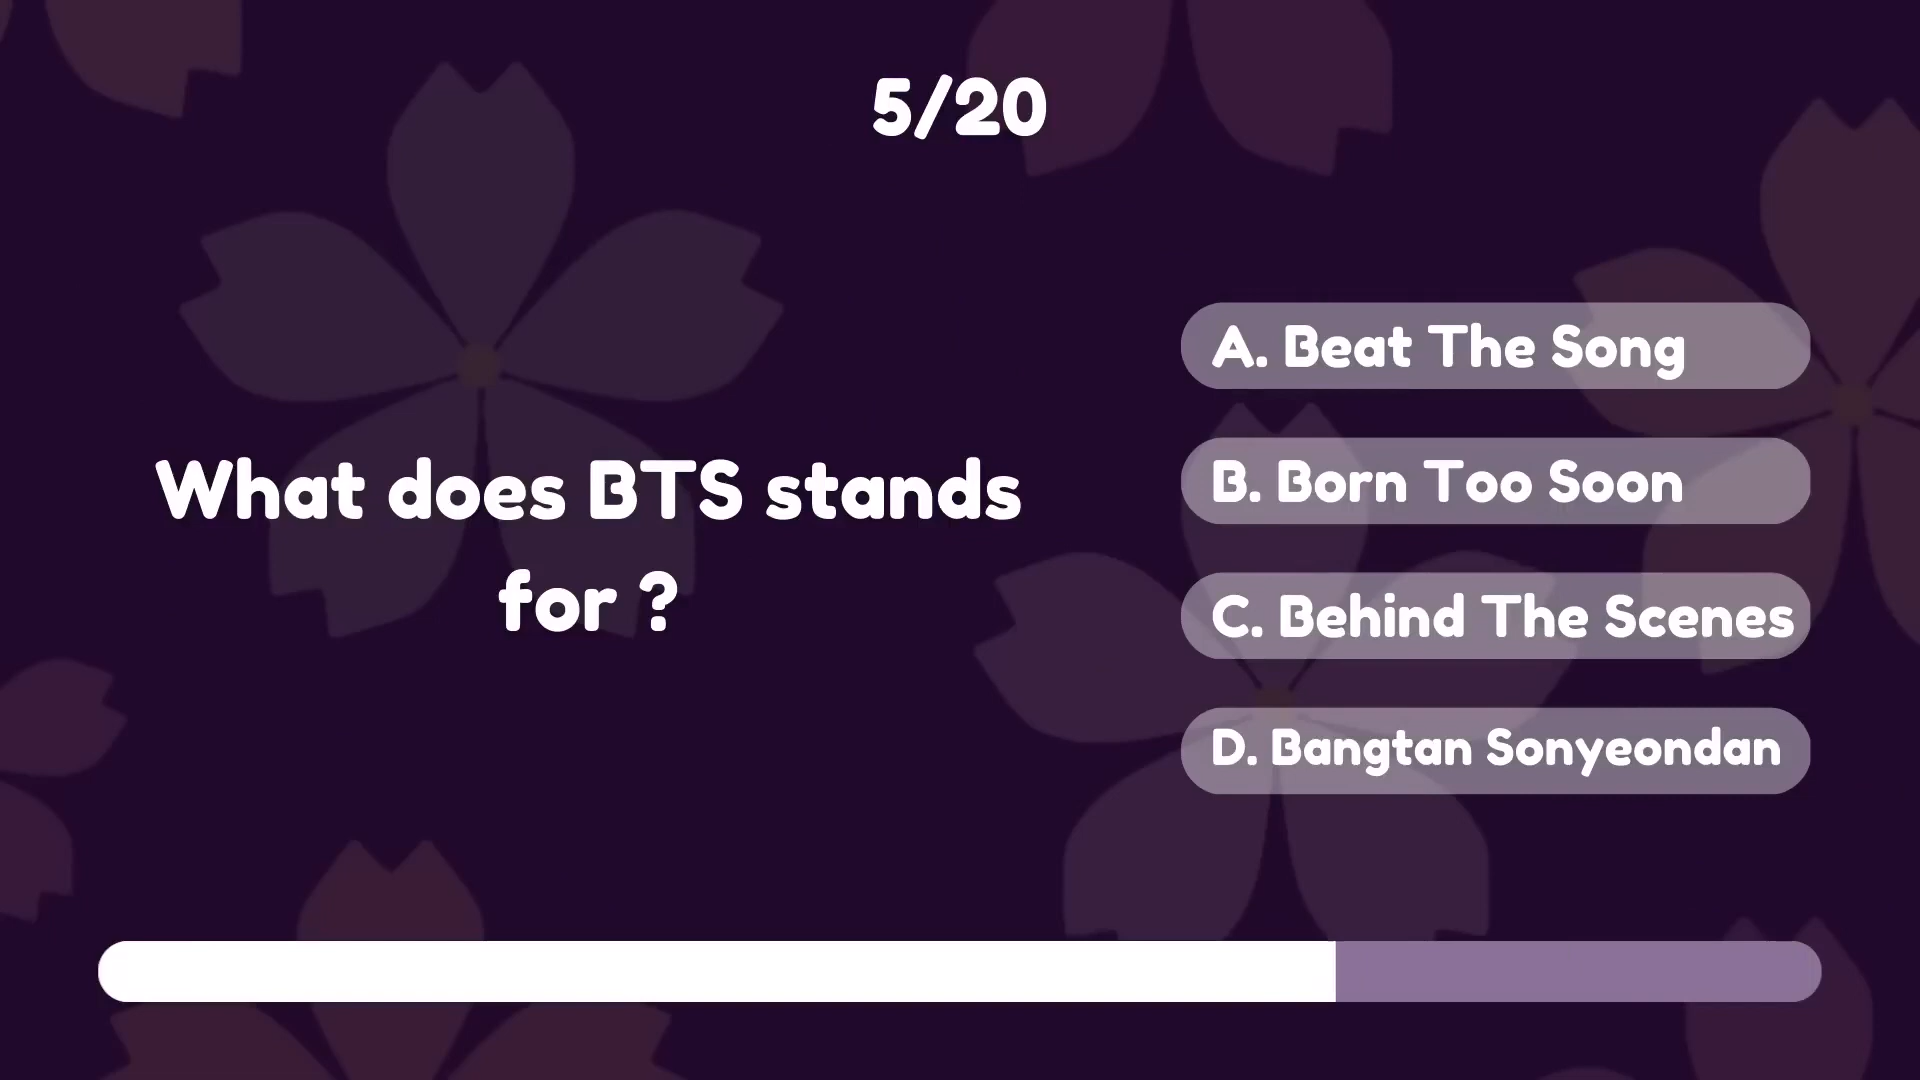 5/20
What does BTS stands
for ?
A. Beat The Song
B. Born Too Soon
C. Behind The Scenes
D. Bangtan Sonyeondan